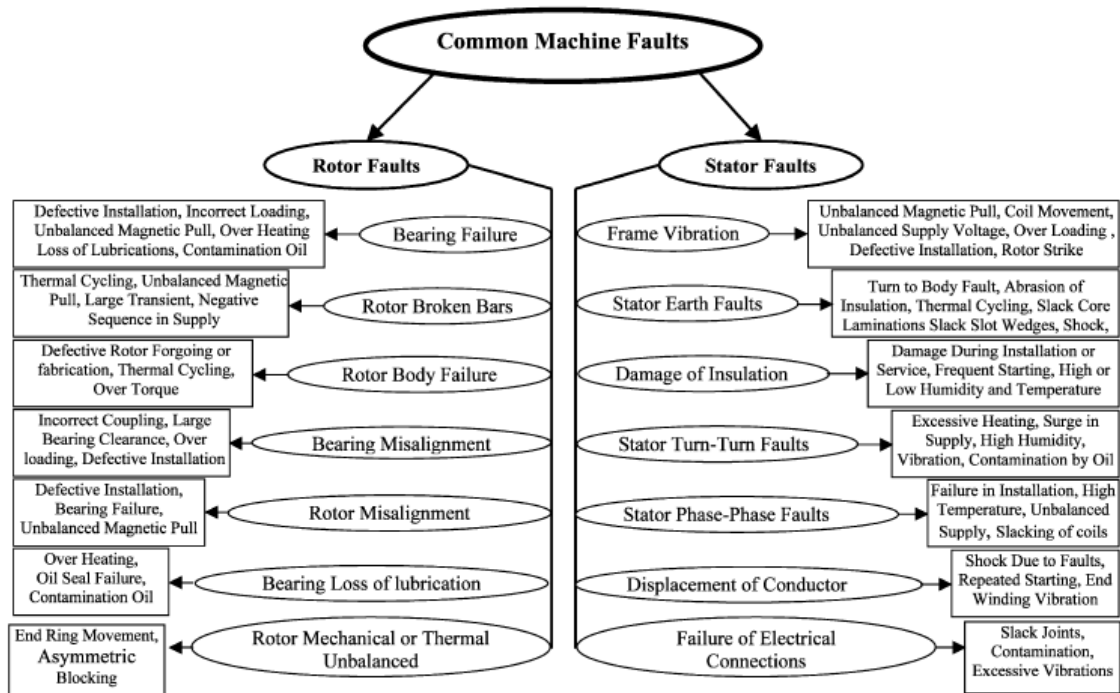 Common Machine Faults
Rotor Faults
Stator Faults
Defective Installation, Incorrect Loading,
Unbalanced Magnetic Pull, Over Heating
Loss of Lubrications, Contamination Oil
Bearing Failure
Thermal Cycling, Unbalanced Magnetic
Pull, Large Transient, Negative
Sequence in Supply
Rotor Broken Bars
Defective Rotor Forgoing or
fabrication, Thermal Cycling,
Over Torque
Rotor Body Failure
Incorrect Coupling, Large
Bearing Clearance, Over
loading, Defective Installation
Bearing Misalignment
Defective Installation,
Bearing Failure,
Unbalanced Magnetic Pull
Rotor Misalignment
Over Heating,
Oil Seal Failure,
Contamination Oil
Bearing Loss of lubrication
End Ring Movement,
Asymmetric
Blocking
Rotor Mechanical or Thermal
Unbalanced
Frame Vibration
Unbalanced Magnetic Pull, Coil Movement,
Unbalanced Supply Voltage, Over Loading ,
Defective Installation, Rotor Strike
Stator Earth Faults
Turn to Body Fault, Abrasion of
Insulation, Thermal Cycling, Slack Core
Laminations Slack Slot Wedges, Shock,
Damage of Insulation
Damage During Installation or
Service, Frequent Starting, High or
Low Humidity and Temperature
Stator Turn-Turn Faults
Excessive Heating, Surge in
Supply, High Humidity,
Vibration, Contamination by Oil
Stator Phase-Phase Faults
Failure in Installation, High
Temperature, Unbalanced
Supply, Slacking of coils
Displacement of Conductor
Shock Due to Faults,
Repeated Starting, End
Winding Vibration
Failure of Electrical
Connections
Slack Joints,
Contamination,
Excessive Vibrations